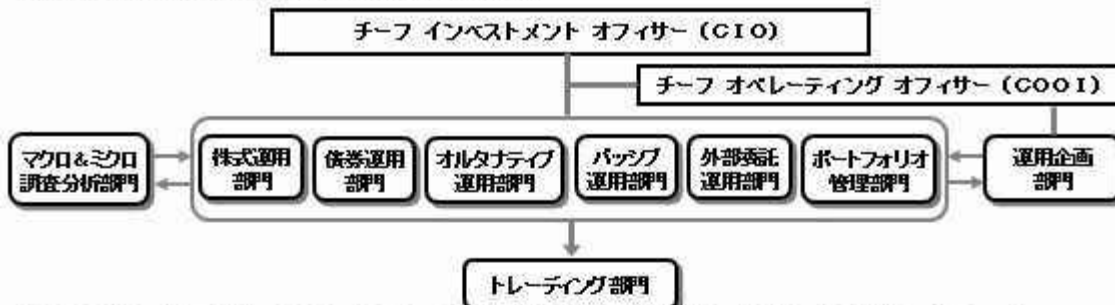 チーフ インベストメント オフィサー (CIO)
チーフ オペレーティング オフィサー (COOI)
マクロ&ミクロ
調査分析部門
株式運用
部門
債券運用
部門
オルタナティブ
運用部門
パッシブ
運用部門
外部委託
運用部門
ポートフォリオ
管理部門
運用企画
部門
トレーディング部門